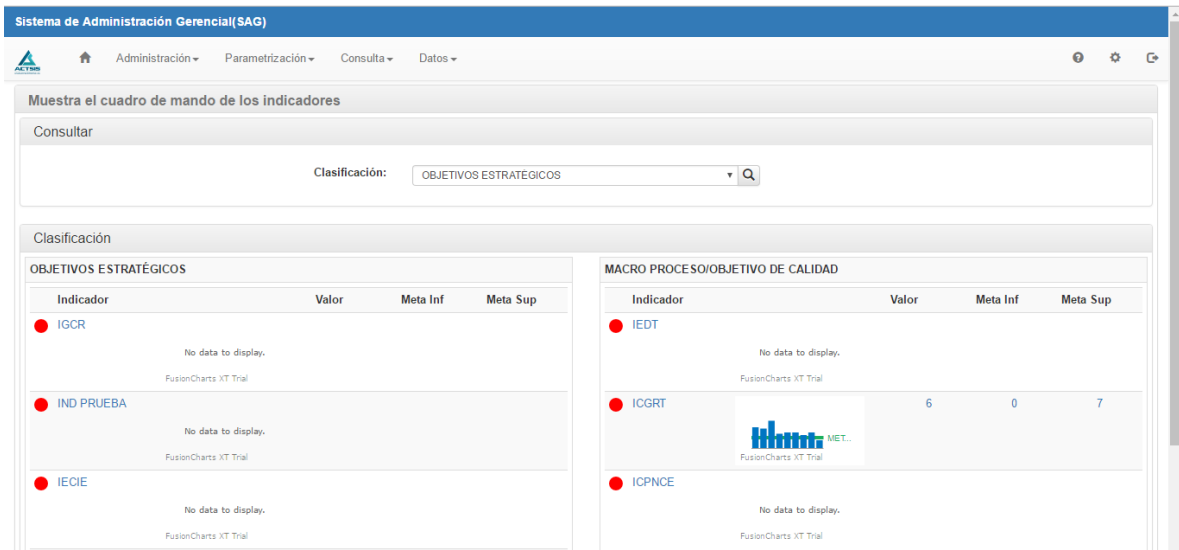 Sistema de Administración Gerencial(SAG)
ACTSIS
Administración
Parametrización
Consulta
Datos
Muestra el cuadro de mando de los indicadores
Consultar
Clasificación:
OBJETIVOS ESTRATÉGICOS
Clasificación
OBJETIVOS ESTRATÉGICOS
Indicador Valor Meta Inf Meta Sup
IGCR
No data to display.
FusionCharts XT Trial
IND PRUEBA
No data to display.
FusionCharts XT Trial
IECIE
No data to display.
FusionCharts XT Trial
MACRO PROCESO/OBJETIVO DE CALIDAD
Indicador Valor Meta Inf Meta Sup
IEDT
No data to display.
FusionCharts XT Trial
ICGRT 6 0 7
MET...
FusionCharts XT Trial
ICPNCE
No data to display.
FusionCharts XT Trial